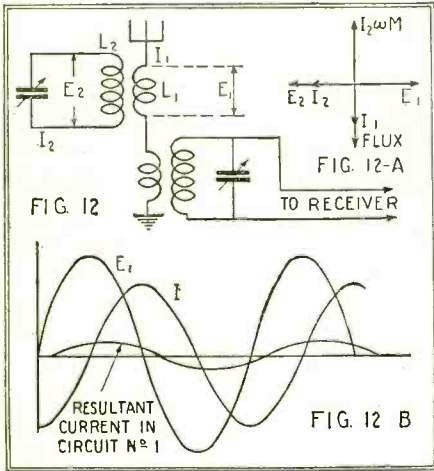 L₂
I₁
I₂ωM
E₂
L₁
E₁
E₂ I₂
E₁
I₂
I₁
FLUX
FIG. 12-A
FIG. 12
TO RECEIVER
E₁
I
RESULTANT
CURRENT IN
CIRCUIT Nº 1
FIG. 12 B